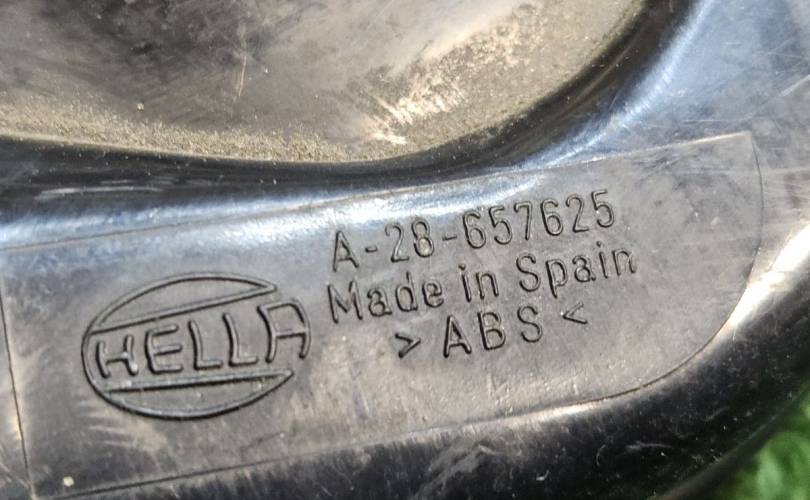 HELLA
A-28-657625
Made in Spain
> ABS <